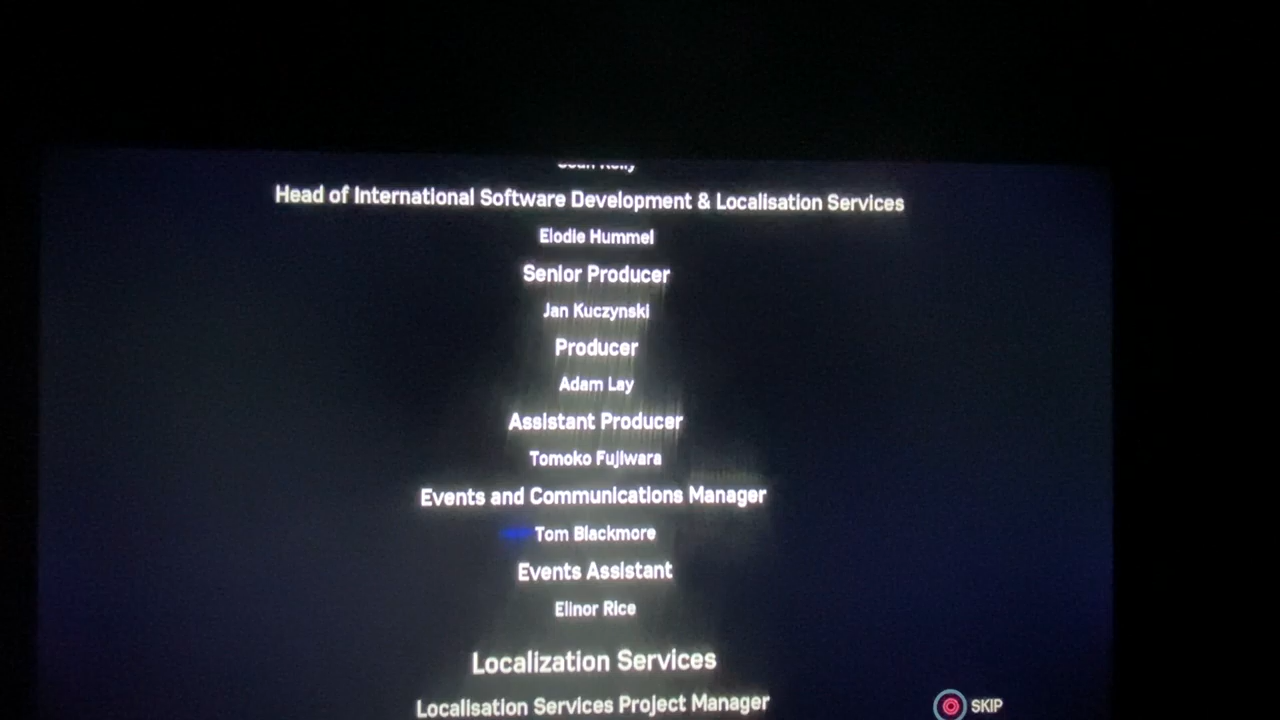 Head of International Software Development & Localisation Services
Elodie Hummel
Senior Producer
Jan Kuczynski
Producer
Adam Lay
Assistant Producer
Tomoko Fujiwara
Events and Communications Manager
Tom Blackmore
Events Assistant
Elinor Rice
Localization Services
Localisation Services Project Manager
SKIP